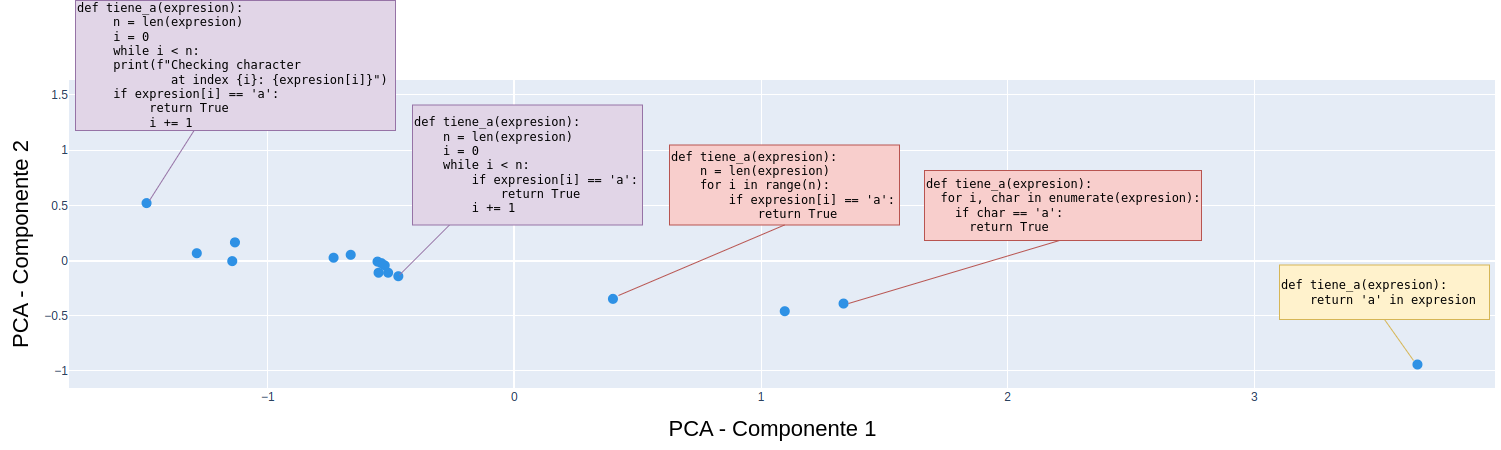 def tiene_a(expresion):
     n = len(expresion)
     i = 0
     while i < n:
     print(f"Checking character
             at index {i}: {expresion[i]}")
     if expresion[i] == 'a':
          return True
          i += 1
def tiene_a(expresion):
    n = len(expresion)
    i = 0
    while i < n:
        if expresion[i] == 'a':
            return True
        i += 1
def tiene_a(expresion):
    n = len(expresion)
    for i in range(n):
        if expresion[i] == 'a':
            return True
def tiene_a(expresion):
  for i, char in enumerate(expresion):
    if char == 'a':
      return True
def tiene_a(expresion):
    return 'a' in expresion
PCA - Componente 2
1.5
1
0.5
0
−0.5
−1
−1
0
1
2
3
PCA - Componente 1